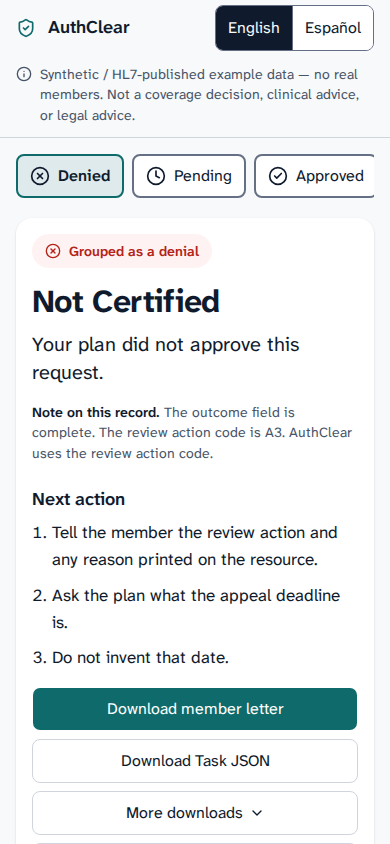 AuthClear
English
Español
Synthetic / HL7-published example data — no real
members. Not a coverage decision, clinical advice,
or legal advice.
Denied
Pending
Approved
Grouped as a denial
Not Certified
Your plan did not approve this
request.
Note on this record. The outcome field is
complete. The review action code is A3. AuthClear
uses the review action code.
Next action
1. Tell the member the review action and
any reason printed on the resource.
2. Ask the plan what the appeal deadline
is.
3. Do not invent that date.
Download member letter
Download Task JSON
More downloads